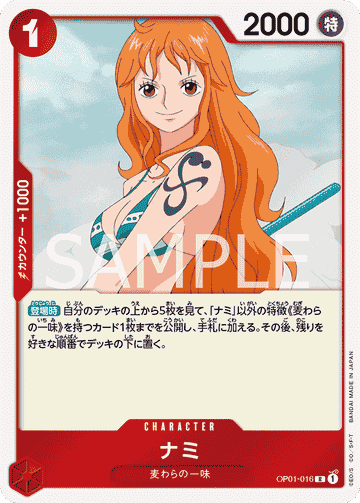 1
2000
特
⚡カウンター +1000
SAMPLE
登場時 自分のデッキの上から5枚を見て、「ナミ」以外の特徴《麦わら
の一味》を持つカード1枚までを公開し、手札に加える。その後、残りを
好きな順番でデッキの下に置く。
CHARACTER
ナミ
麦わらの一味
OP01-016 R 1
©E.O/S ©O./S・F・T BANDAI MADE IN JAPAN